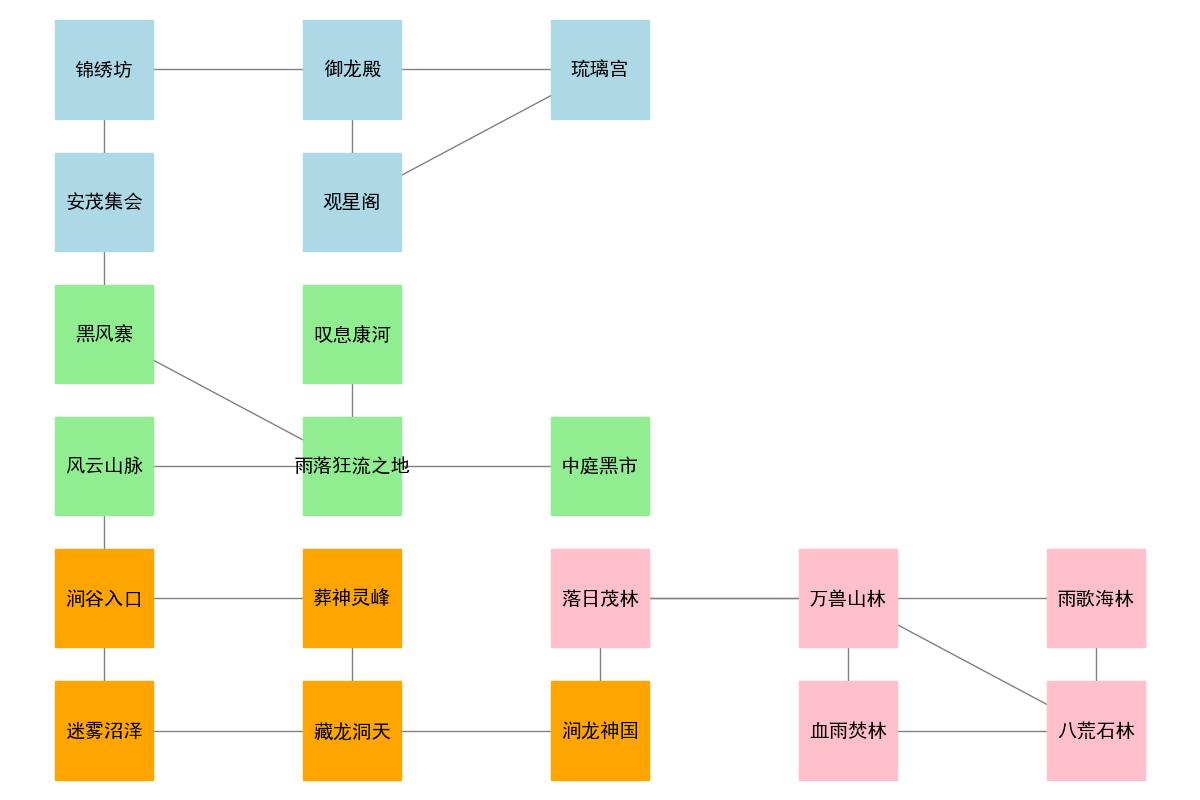 锦绣坊
御龙殿
琉璃宫
安茂集会
观星阁
黑风寨
叹息康河
风云山脉
雨落狂流之地
中庭黑市
涧谷入口
葬神灵峰
落日茂林
万兽山林
雨歌海林
迷雾沼泽
藏龙洞天
涧龙神国
血雨焚林
八荒石林